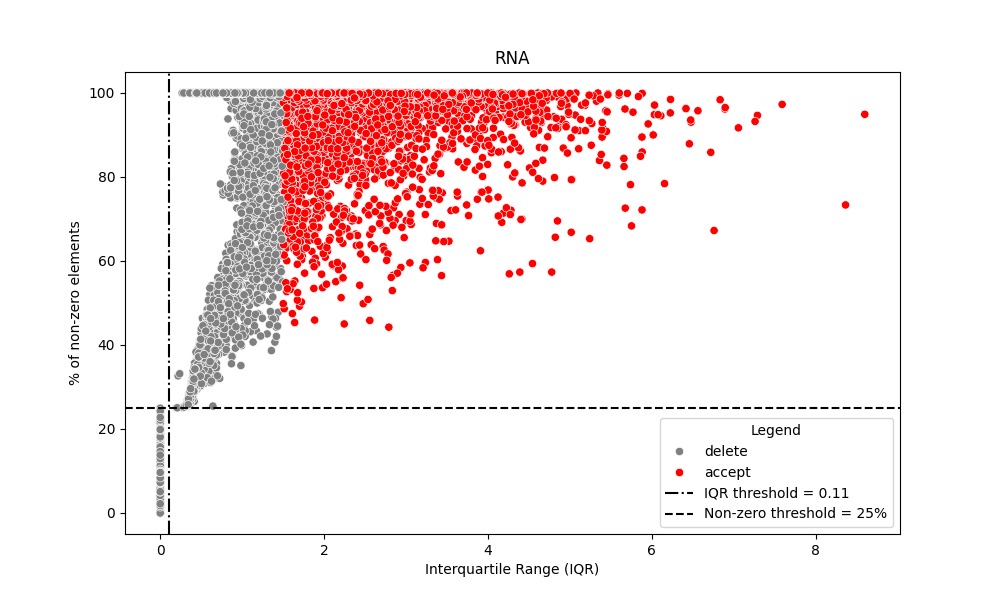 RNA
100
80
60
40
20
0
% of non-zero elements
0 2 4 6 8
Interquartile Range (IQR)
Legend
delete
accept
IQR threshold = 0.11
Non-zero threshold = 25%